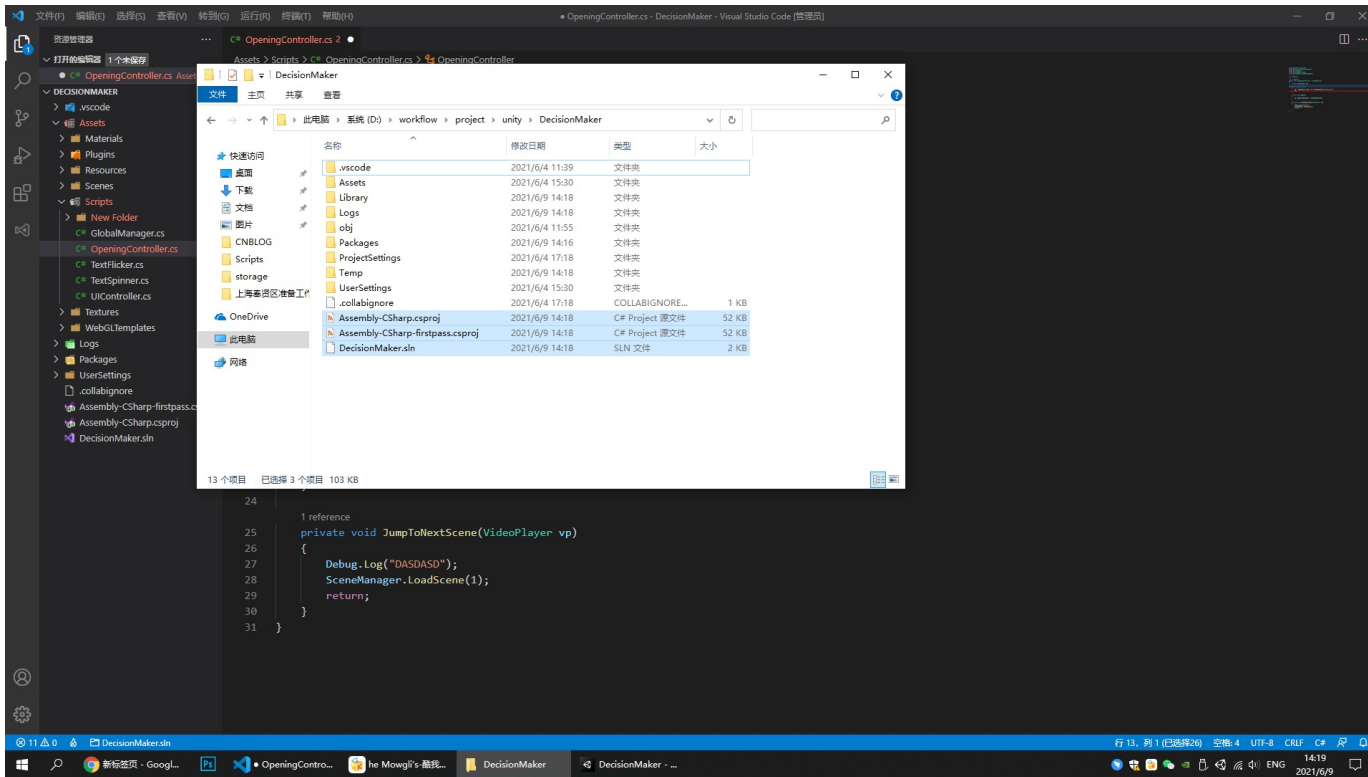 文件(F) 编辑(E) 选择(S) 查看(V) 转到(G) 运行(R) 终端(T) 帮助(H)
● OpeningController.cs - DecisionMaker - Visual Studio Code [管理员]
资源管理器 ···
C# OpeningController.cs 2 ●
打开的编辑器 1 个未保存
Assets > Scripts > C# OpeningController.cs > OpeningController
● C# OpeningController.cs Asset
DECISIONMAKER
.vscode
Assets
Materials
Plugins
Resources
Scenes
Scripts
New Folder
C# GlobalManager.cs
C# OpeningController.cs
C# TextFlicker.cs
C# TextSpinner.cs
C# UIController.cs
Textures
WebGLTemplates
Logs
Packages
UserSettings
.collabignore
Assembly-CSharp-firstpass.cs
Assembly-CSharp.csproj
DecisionMaker.sln
DecisionMaker
文件 主页 共享 查看
此电脑 > 系统 (D:) > workflow > project > unity > DecisionMaker
快速访问
桌面
下载
文档
图片
CNBLOG
Scripts
storage
上海奉贤区准备工作
OneDrive
此电脑
网络
名称 修改日期 类型 大小
.vscode 2021/6/4 11:39 文件夹
Assets 2021/6/4 15:30 文件夹
Library 2021/6/9 14:18 文件夹
Logs 2021/6/9 14:18 文件夹
obj 2021/6/4 11:55 文件夹
Packages 2021/6/9 14:16 文件夹
ProjectSettings 2021/6/4 17:18 文件夹
Temp 2021/6/9 14:18 文件夹
UserSettings 2021/6/4 15:30 文件夹
.collabignore 2021/6/4 17:18 COLLABIGNORE... 1 KB
Assembly-CSharp.csproj 2021/6/9 14:18 C# Project 源文件 52 KB
Assembly-CSharp-firstpass.csproj 2021/6/9 14:18 C# Project 源文件 52 KB
DecisionMaker.sln 2021/6/9 14:18 SLN 文件 2 KB
13 个项目 已选择 3 个项目 103 KB
24
1 reference
25 private void JumpToNextScene(VideoPlayer vp)
26 {
27 Debug.Log("DASDASD");
28 SceneManager.LoadScene(1);
29 return;
30 }
31 }
11 0 DecisionMaker.sln
行 13，列 1 (已选择26) 空格: 4 UTF-8 CRLF C#
新标签页 - Googl...
Ps
● OpeningContro...
he Mowgli's-酷我...
DecisionMaker
DecisionMaker - ...
ENG
14:19
2021/6/9